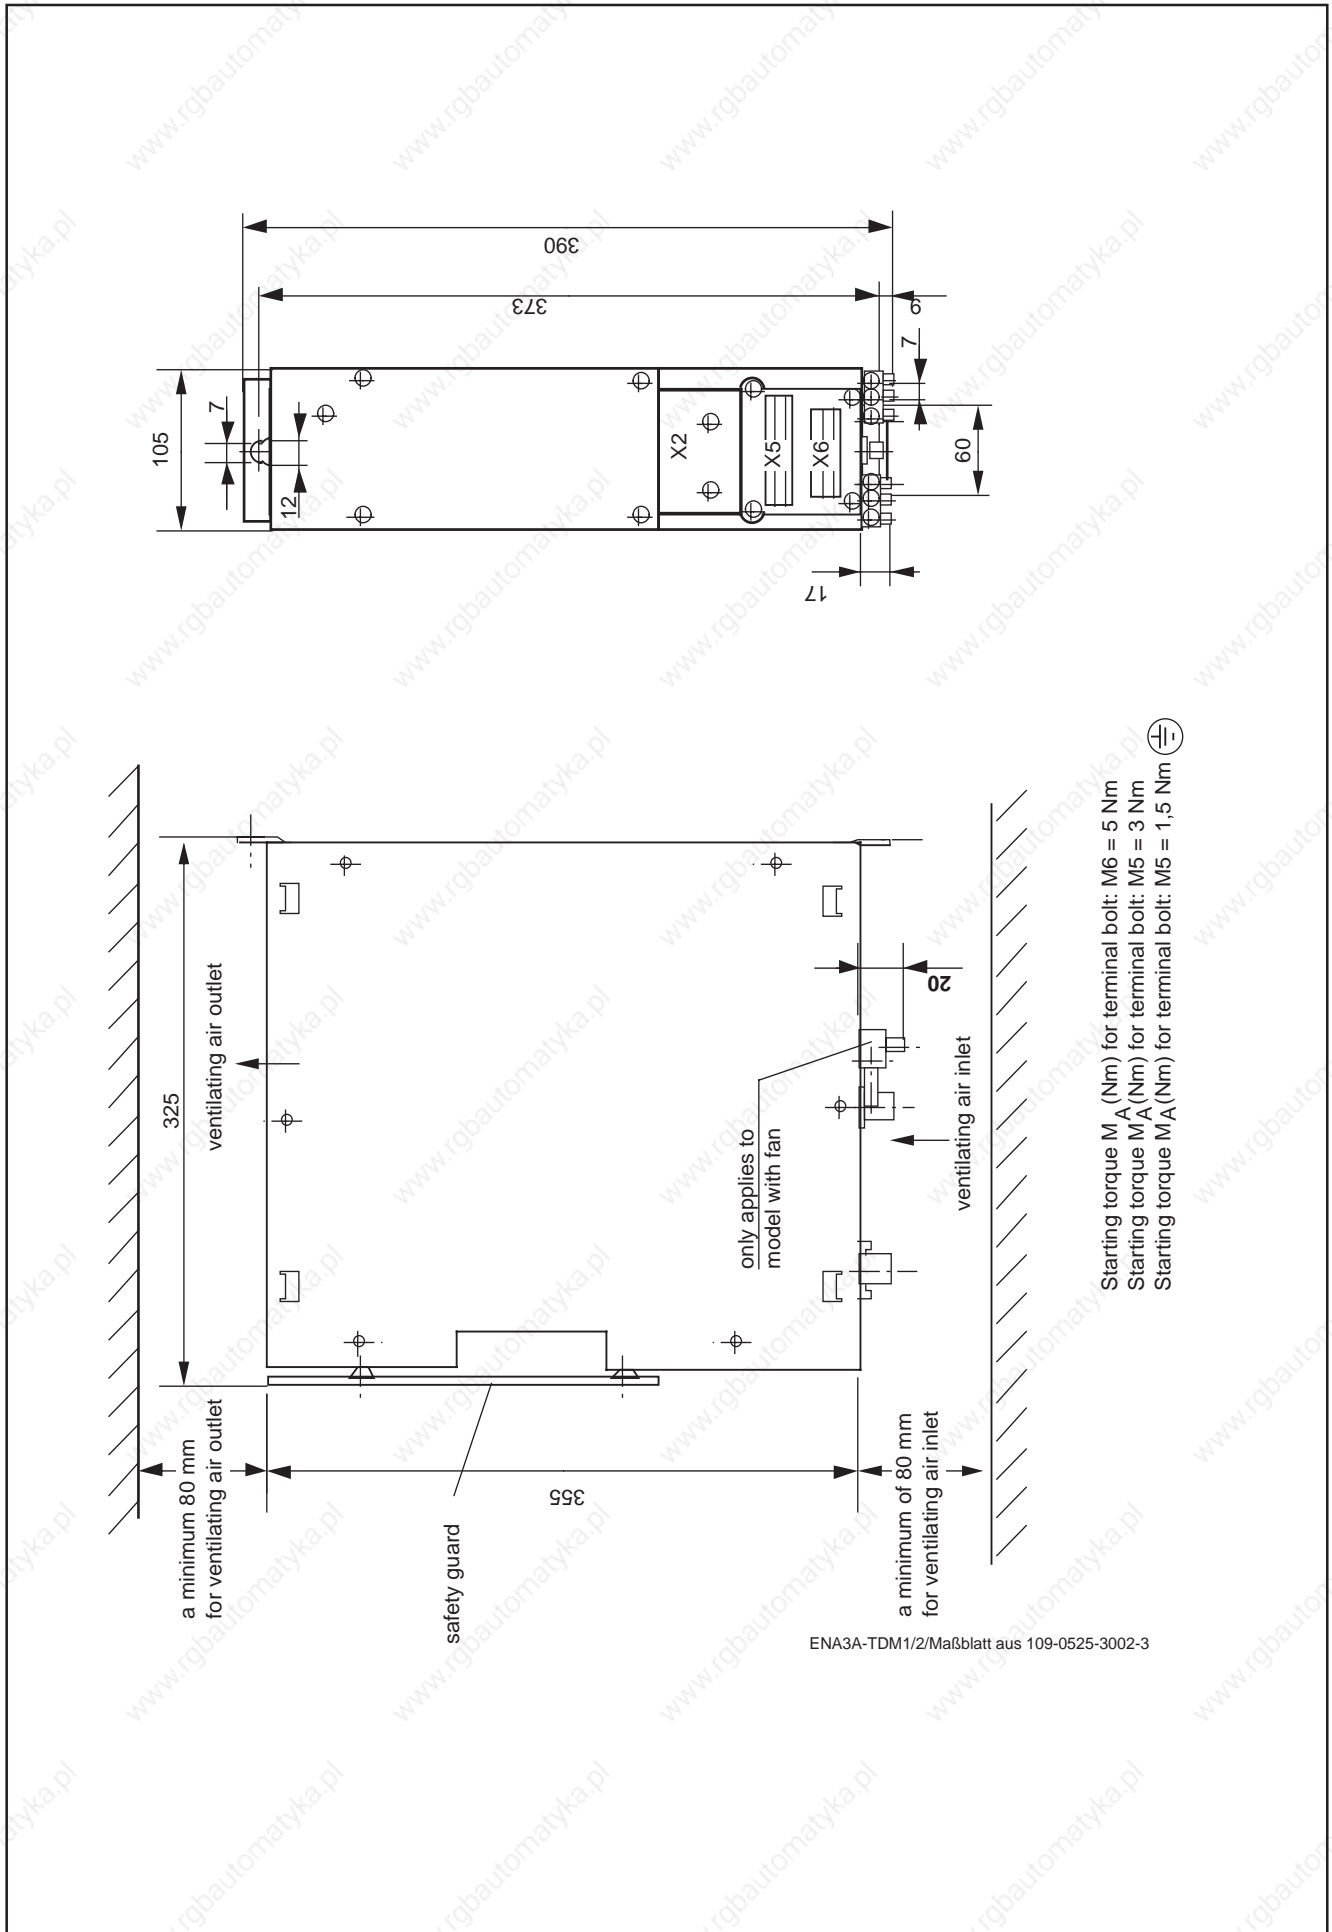 390
373
9
7
105
7
12
X2
X5
X6
60
17
325
ventilating air outlet
20
only applies to
model with fan
ventilating air inlet
Starting torque MA (Nm) for terminal bolt: M6 = 5 Nm
Starting torque MA (Nm) for terminal bolt: M5 = 3 Nm
Starting torque MA (Nm) for terminal bolt: M5 = 1,5 Nm
a minimum 80 mm
for ventilating air outlet
355
safety guard
a minimum of 80 mm
for ventilating air inlet
ENA3A-TDM1/2/Maßblatt aus 109-0525-3002-3
www.rgbautomatyka.pl